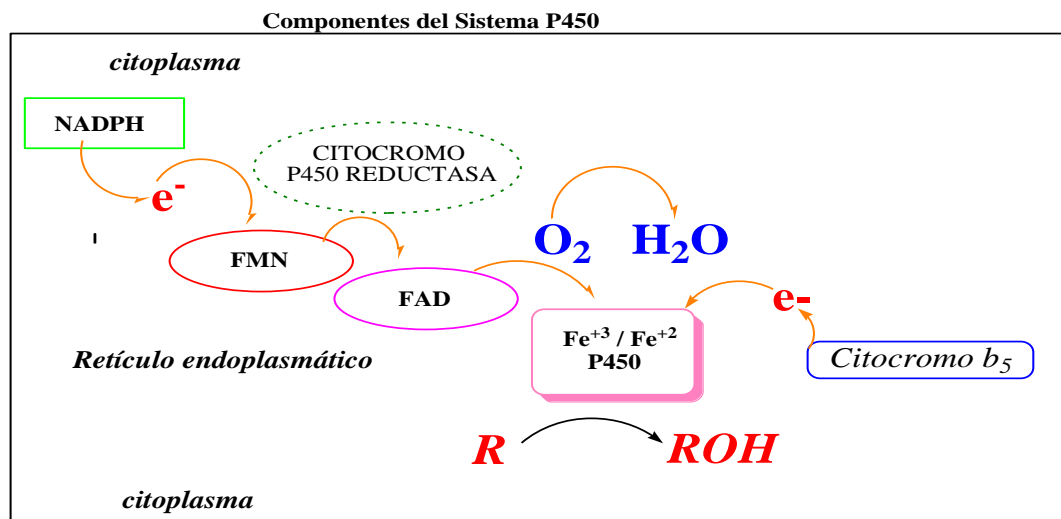 Componentes del Sistema P450
citoplasma
NADPH
CITOCROMO
P450 REDUCTASA
e⁻
O₂
H₂O
FMN
FAD
e-
Fe⁺³ / Fe⁺²
P450
Retículo endoplasmático
Citocromo b₅
R
ROH
citoplasma